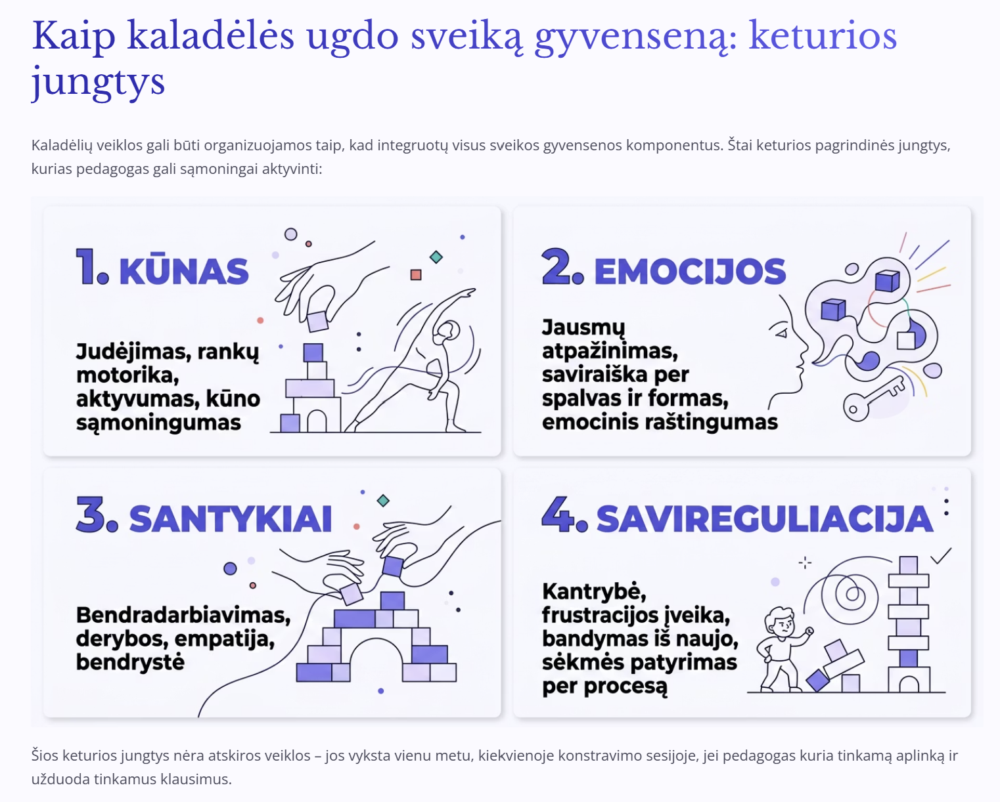 Kaip kaladėlės ugdo sveiką gyvenseną: keturios
jungtys
Kaladėlių veiklos gali būti organizuojamos taip, kad integruotų visus sveikos gyvensenos komponentus. Štai keturios pagrindinės jungtys,
kurias pedagogas gali sąmoningai aktyvinti:
1. KŪNAS
Judėjimas, rankų
motorika,
aktyvumas, kūno
sąmoningumas
2. EMOCIJOS
Jausmų
atpažinimas,
saviraiška per
spalvas ir formas,
emocinis raštingumas
3. SANTYKIAI
Bendradarbiavimas,
derybos, empatija,
bendrystė
4. SAVIREGULIACIJA
Kantrybė,
frustracijos įveika,
bandymas iš naujo,
sėkmės patyrimas
per procesą
Šios keturios jungtys nėra atskiros veiklos – jos vyksta vienu metu, kiekvienoje konstravimo sesijoje, jei pedagogas kuria tinkamą aplinką ir
užduoda tinkamus klausimus.